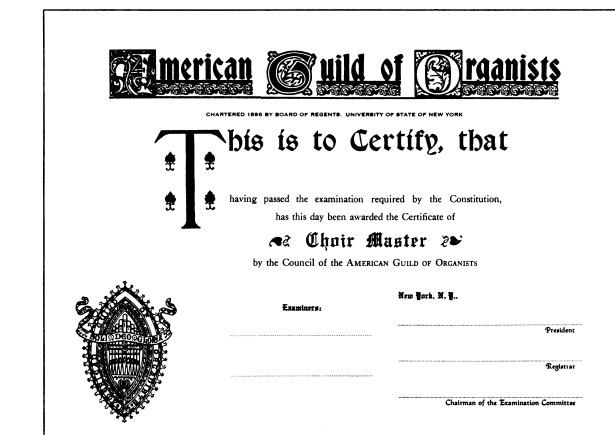 American Guild of Organists
CHARTERED 1896 BY BOARD OF REGENTS. UNIVERSITY OF STATE OF NEW YORK
This is to Certify, that
having passed the examination required by the Constitution,
has this day been awarded the Certificate of
Choir Master
by the Council of the AMERICAN GUILD OF ORGANISTS
New York, N. Y.,
Examiners:
President
Registrar
Chairman of the Examination Committee